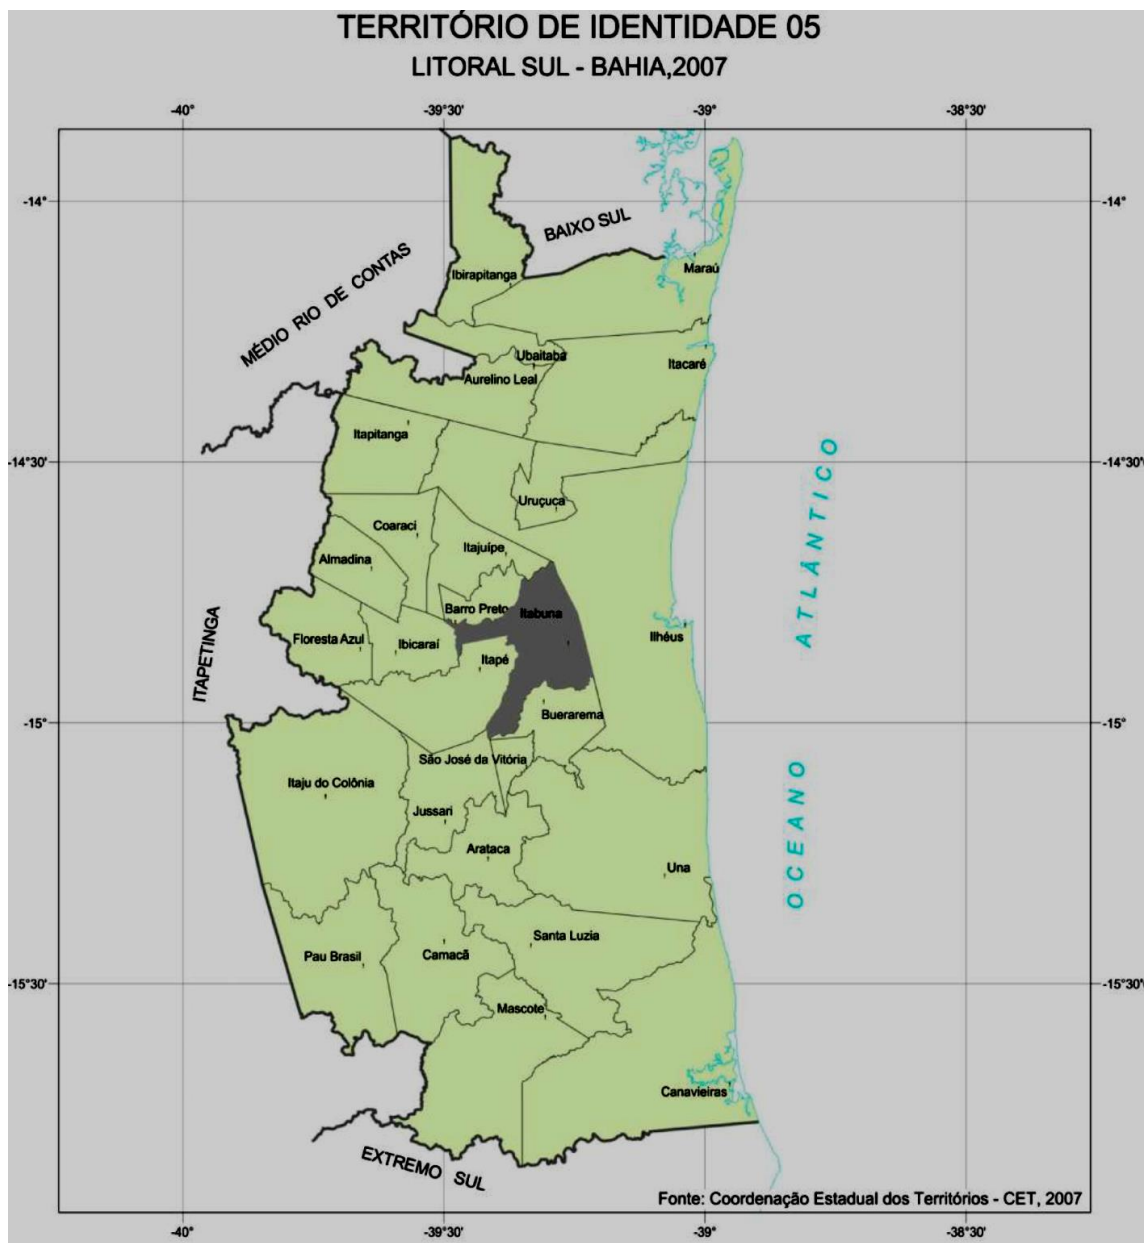 TERRITÓRIO DE IDENTIDADE 05
LITORAL SUL - BAHIA,2007
-40°
-39°30'
-39°
-38°30'
-14°
-14°
BAIXO SUL
MÉDIO RIO DE CONTAS
Ibirapitanga
Maraú
Ubaitaba
Aurelino Leal
Itacaré
Itapitanga
-14°30'
-14°30'
OCEANO ATLÂNTICO
Uruçuca
Coaraci
Itajuípe
Almadina
Barro Preto
Itabuna
Floresta Azul
Ibicaraí
Ilhéus
ITAPETINGA
Itapé
Buerarema
-15°
-15°
São José da Vitória
Itaju do Colônia
Jussari
Arataca
Una
Santa Luzia
Pau Brasil
Camacã
-15°30'
-15°30'
Mascote
Canavieiras
EXTREMO SUL
Fonte: Coordenação Estadual dos Territórios - CET, 2007
-40°
-39°30'
-39°
-38°30'